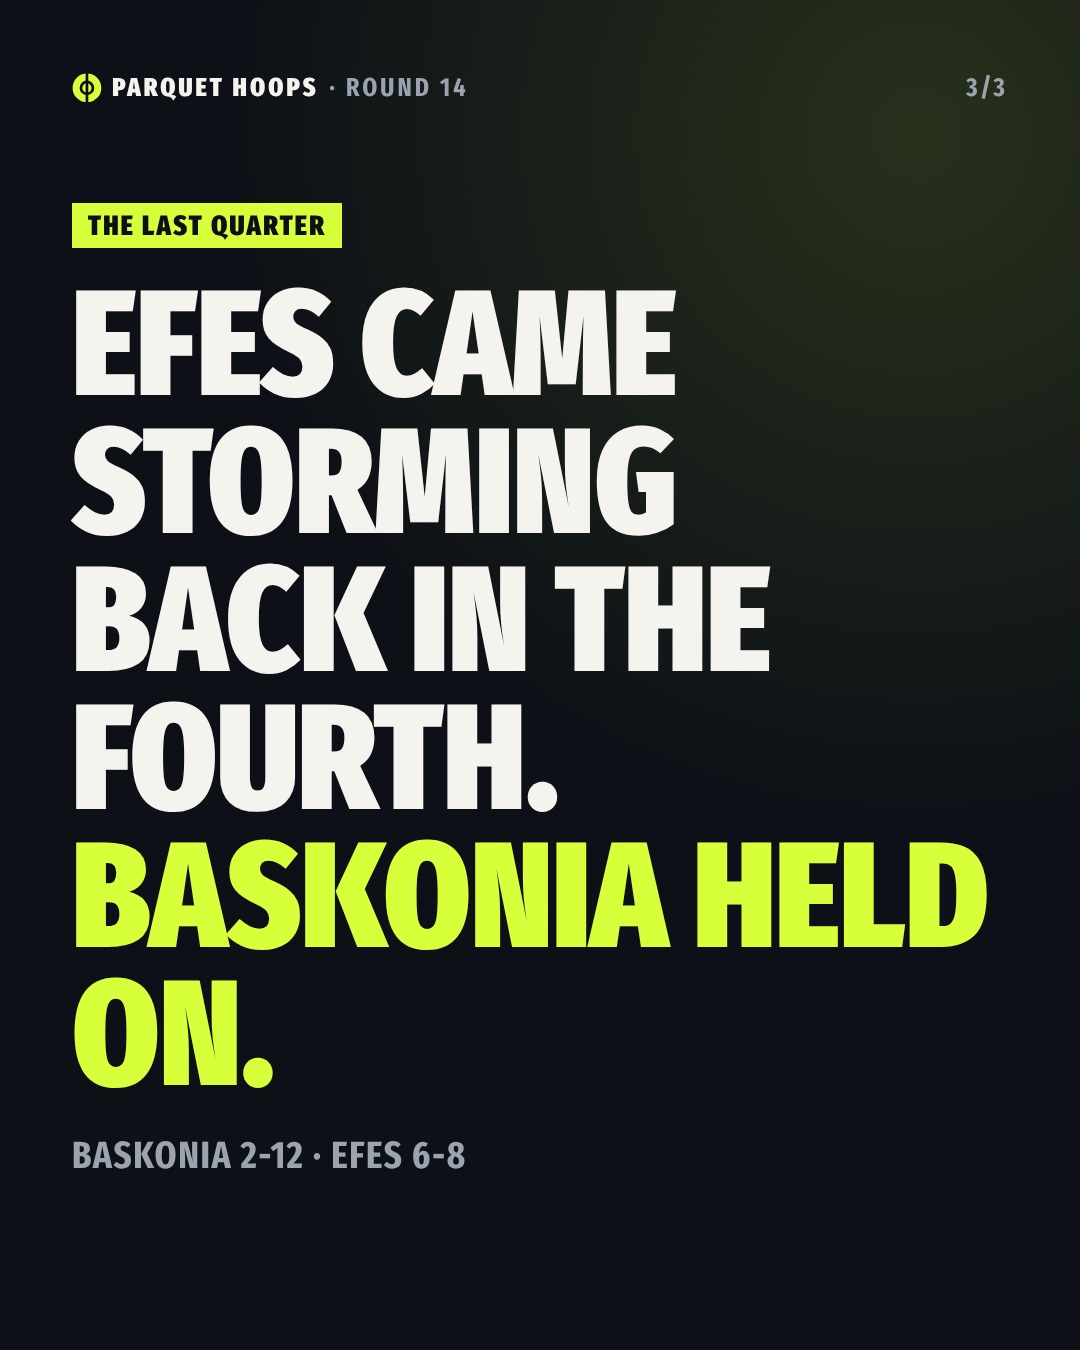 PARQUET HOOPS · ROUND 14
3/3
THE LAST QUARTER
EFES CAME
STORMING
BACK IN THE
FOURTH.
BASKONIA HELD
ON.
BASKONIA 2-12 · EFES 6-8